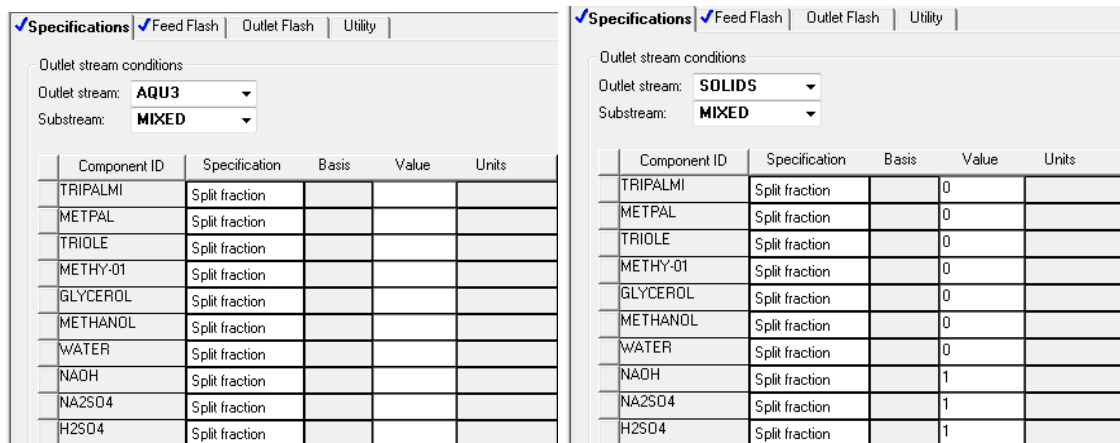 Specifications Feed Flash Outlet Flash Utility
Outlet stream conditions
Outlet stream: AQU3
Substream: MIXED
Component ID Specification Basis Value Units
TRIPALMI Split fraction
METPAL Split fraction
TRIOLE Split fraction
METHY-01 Split fraction
GLYCEROL Split fraction
METHANOL Split fraction
WATER Split fraction
NAOH Split fraction
NA2SO4 Split fraction
H2SO4 Split fraction
Specifications Feed Flash Outlet Flash Utility
Outlet stream conditions
Outlet stream: SOLIDS
Substream: MIXED
Component ID Specification Basis Value Units
TRIPALMI Split fraction 0
METPAL Split fraction 0
TRIOLE Split fraction 0
METHY-01 Split fraction 0
GLYCEROL Split fraction 0
METHANOL Split fraction 0
WATER Split fraction 0
NAOH Split fraction 1
NA2SO4 Split fraction 1
H2SO4 Split fraction 1